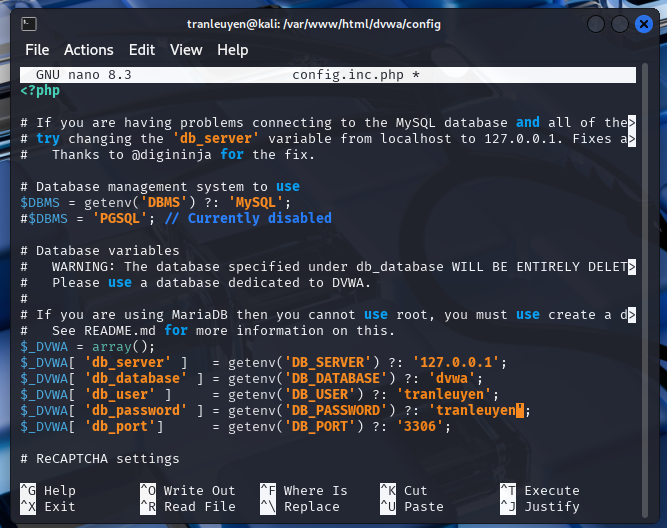 tranleuyen@kali: /var/www/html/dvwa/config
File Actions Edit View Help
GNU nano 8.3 config.inc.php *
<?php
# If you are having problems connecting to the MySQL database and all of the>
# try changing the 'db_server' variable from localhost to 127.0.0.1. Fixes a>
#   Thanks to @digininja for the fix.
# Database management system to use
$DBMS = getenv('DBMS') ?: 'MySQL';
#$DBMS = 'PGSQL'; // Currently disabled
# Database variables
#   WARNING: The database specified under db_database WILL BE ENTIRELY DELET>
#   Please use a database dedicated to DVWA.
#
# If you are using MariaDB then you cannot use root, you must use create a d>
#   See README.md for more information on this.
$_DVWA = array();
$_DVWA[ 'db_server' ]   = getenv('DB_SERVER') ?: '127.0.0.1';
$_DVWA[ 'db_database' ] = getenv('DB_DATABASE') ?: 'dvwa';
$_DVWA[ 'db_user' ]     = getenv('DB_USER') ?: 'tranleuyen';
$_DVWA[ 'db_password' ] = getenv('DB_PASSWORD') ?: 'tranleuyen';
$_DVWA[ 'db_port']      = getenv('DB_PORT') ?: '3306';
# ReCAPTCHA settings
^G Help ^O Write Out ^F Where Is ^K Cut ^T Execute
^X Exit ^R Read File ^\ Replace ^U Paste ^J Justify